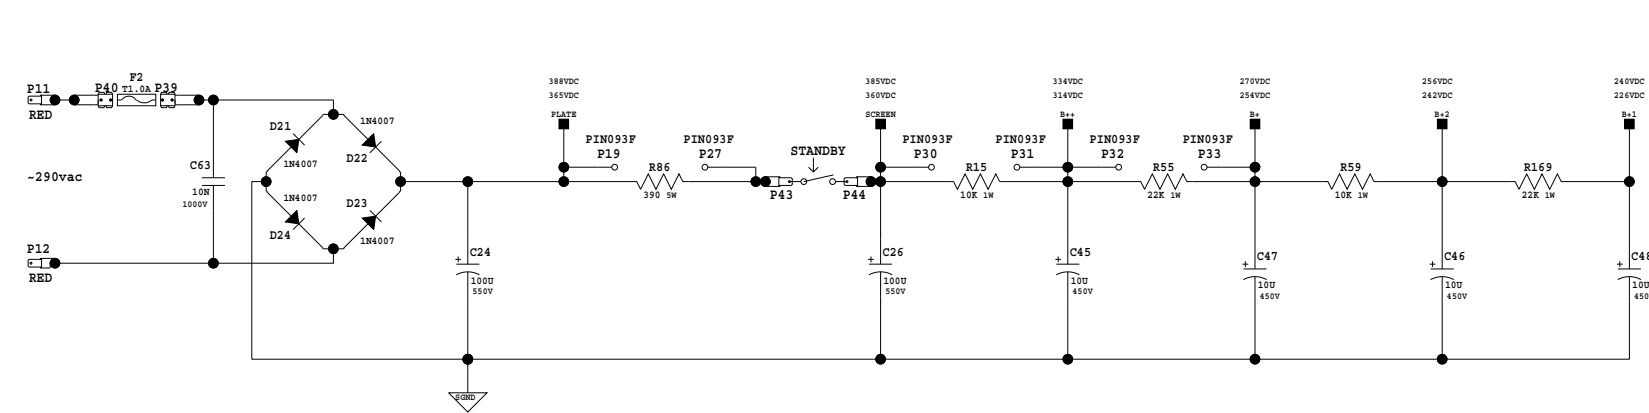 388VDC
365VDC
PLATE
385VDC
360VDC
SCREEN
334VDC
314VDC
B++
270VDC
254VDC
B+
256VDC
242VDC
B+2
240VDC
226VDC
B+1
F2
P11
P40
T1.0A
P39
RED
D21
1N4007
1N4007
D22
C63
10N
1000V
~290vac
1N4007
D24
D23
1N4007
P12
RED
PIN093F
P19
PIN093F
P27
R86
390 5W
STANDBY
P43
P44
PIN093F
P30
R15
10K 1W
PIN093F
P31
PIN093F
P32
R55
22K 1W
PIN093F
P33
R59
10K 1W
R169
22K 1W
+
C24
100U
550V
+
C26
100U
550V
+
C45
10U
450V
+
C47
10U
450V
+
C46
10U
450V
+
C48
10U
450
SGND